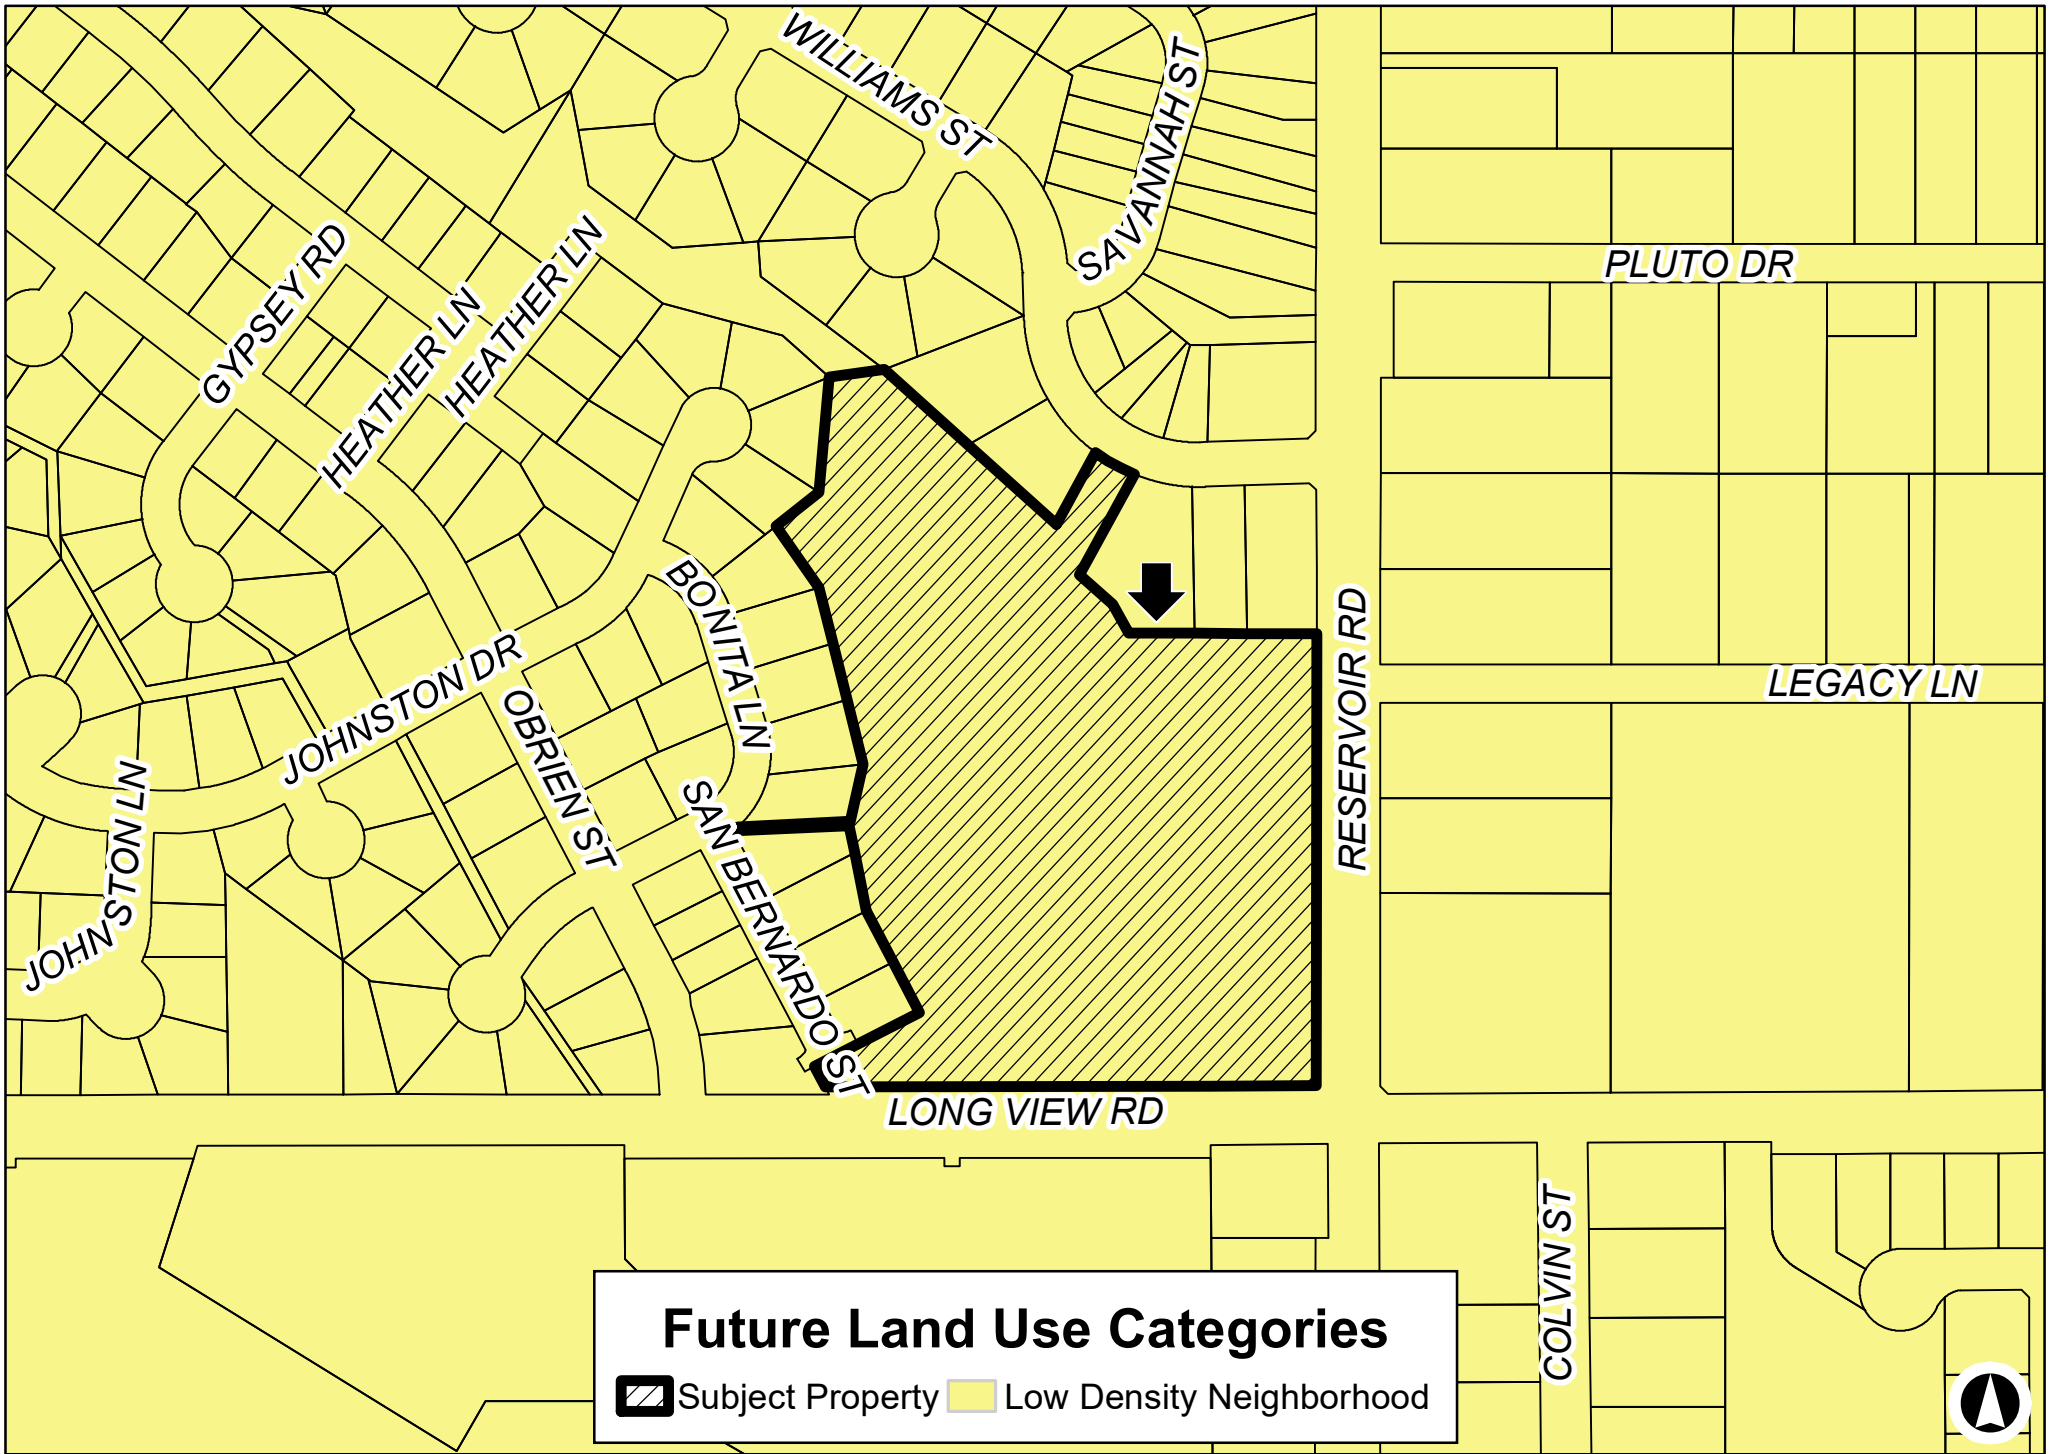 WILLIAMS ST
SAVANNAH ST
PLUTO DR
GYPSEY RD
HEATHER LN
HEATHER LN
BONITA LN
RESERVOIR RD
LEGACY LN
JOHNSTON DR
OBRIEN ST
JOHNSTON LN
SAN BERNARDO ST
LONG VIEW RD
COLVIN ST
Future Land Use Categories
Subject Property Low Density Neighborhood